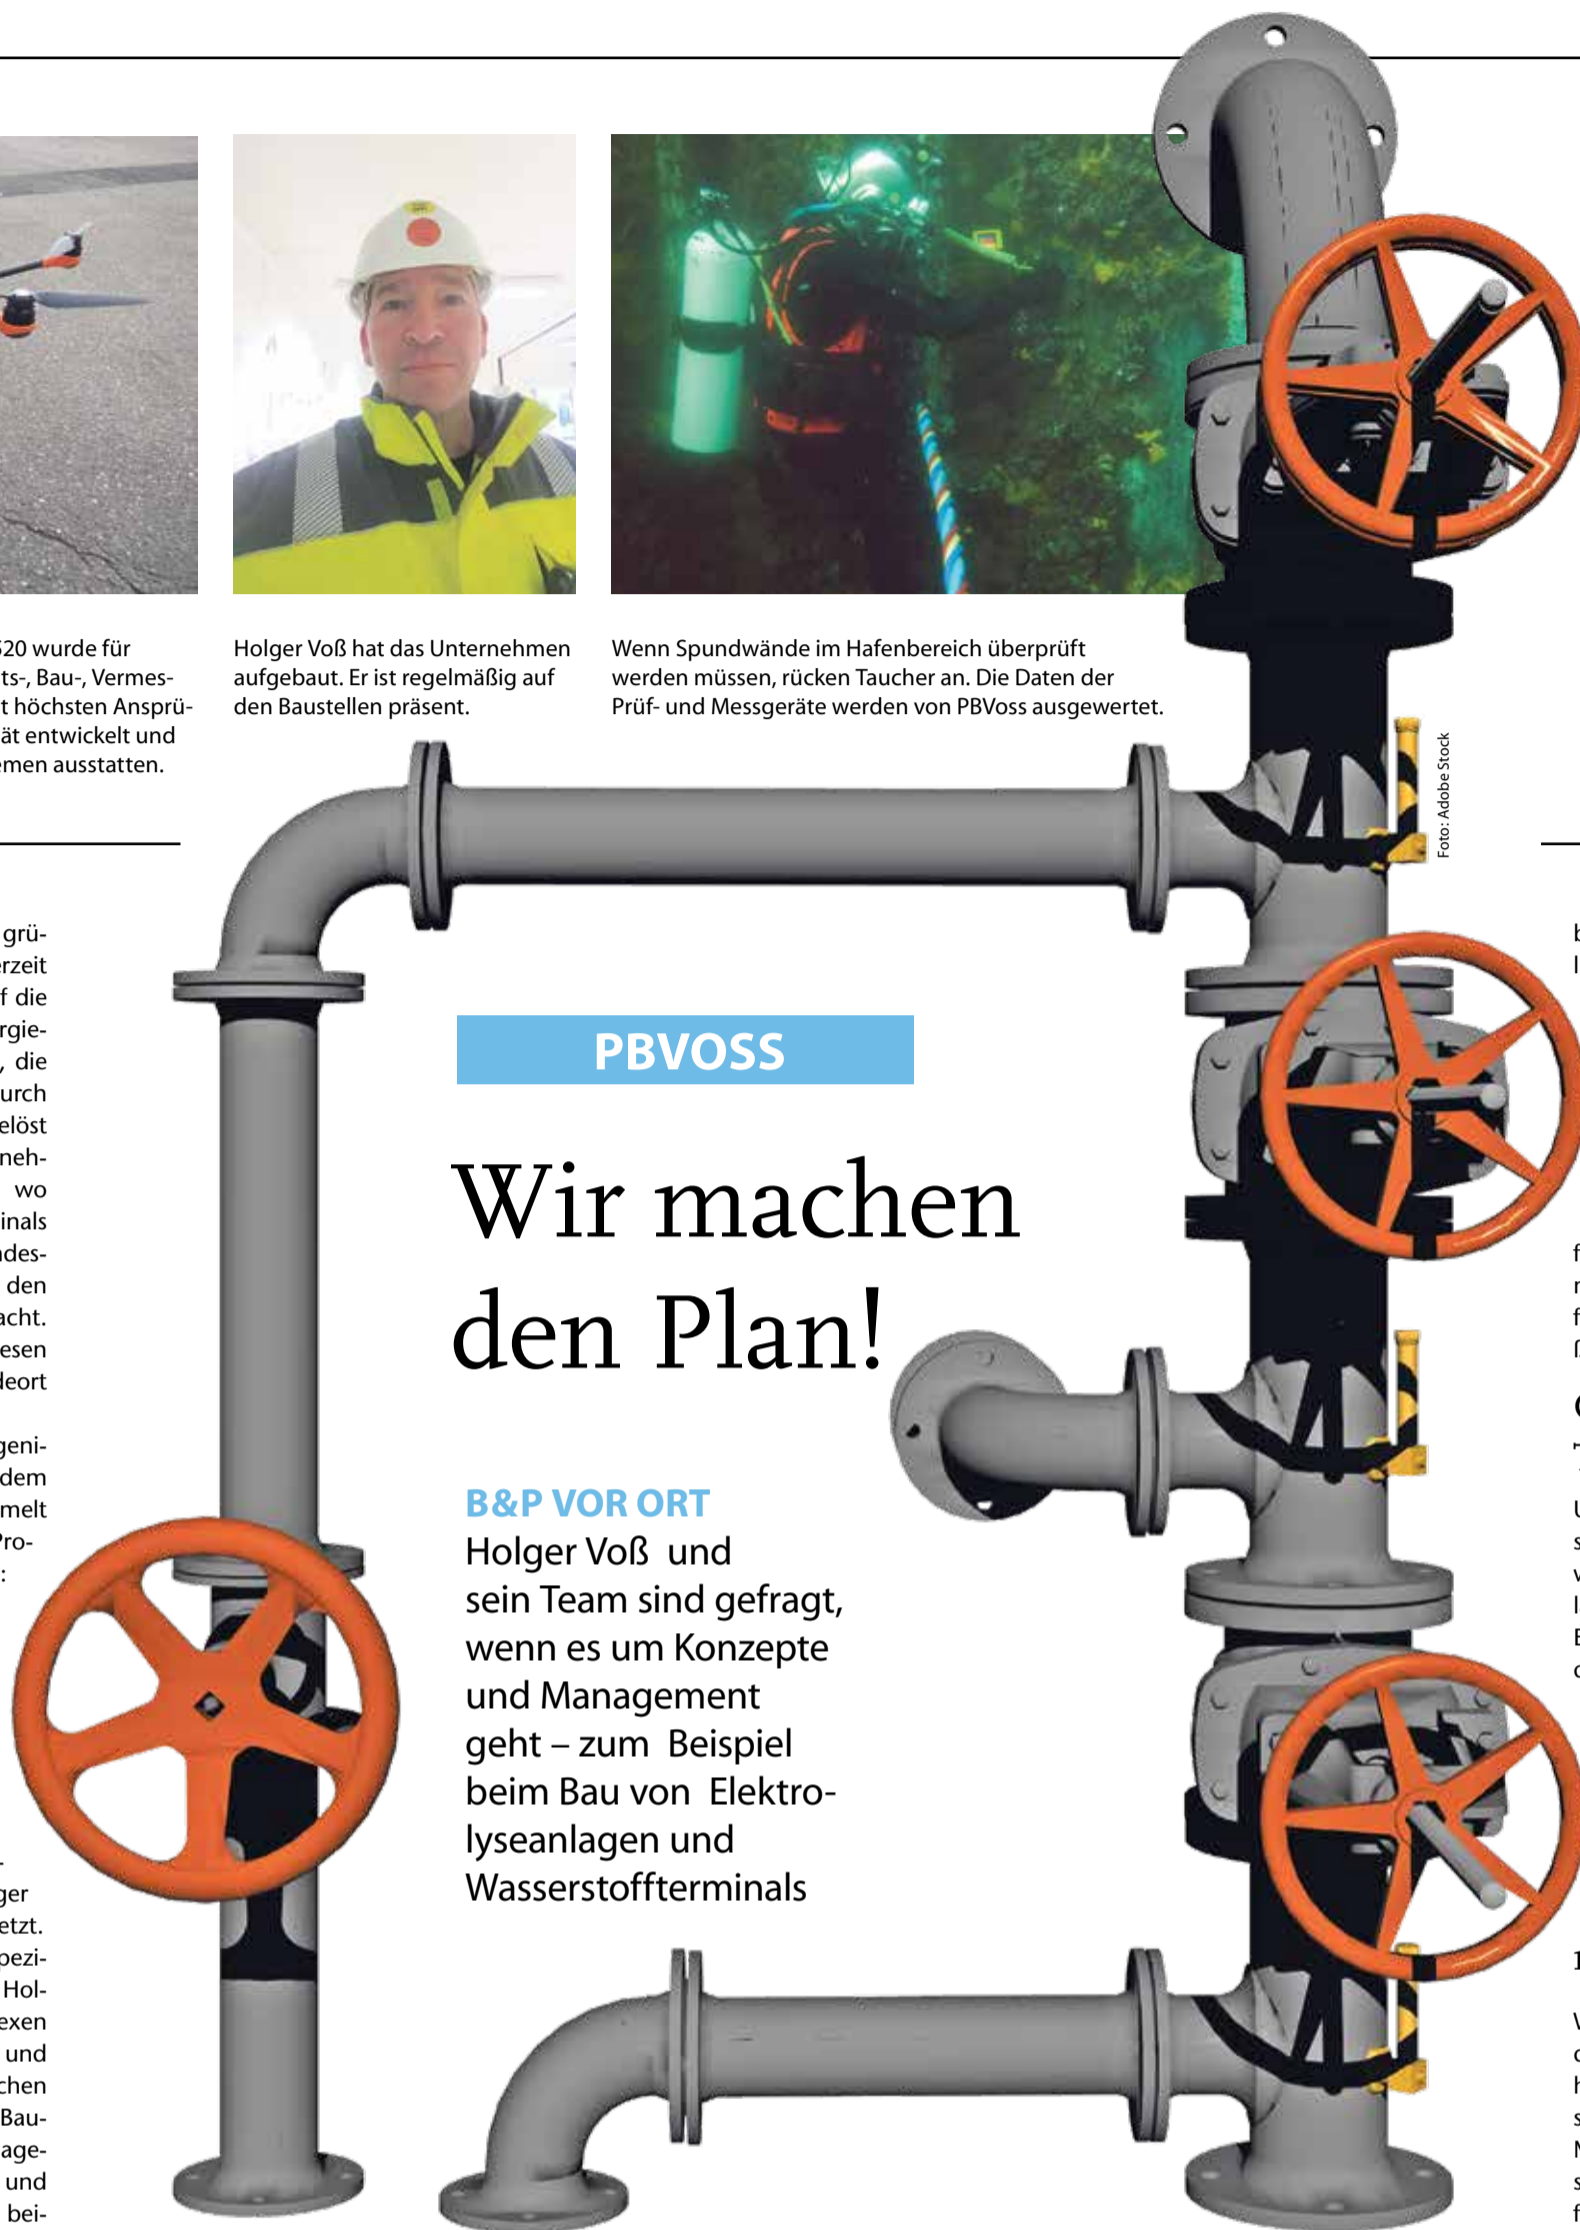 520 wurde für
ts-, Bau-, Vermes-
t höchsten Ansprü-
ät entwickelt und
emen ausstatten.
Holger Voß hat das Unternehmen
aufgebaut. Er ist regelmäßig auf
den Baustellen präsent.
Wenn Spundwände im Hafenbereich überprüft
werden müssen, rücken Taucher an. Die Daten der
Prüf- und Messgeräte werden von PBVoss ausgewertet.
Foto: Adobe Stock
grü-
erzeit
f die
rgie-
, die
urch
elöst
neh-
wo
inals
ndes-
den
acht.
esen
deort
geni-
dem
melt
Pro-
:
PBVOSS
Wir machen
den Plan!
B&P VOR ORT
Holger Voß und
sein Team sind gefragt,
wenn es um Konzepte
und Management
geht – zum Beispiel
beim Bau von Elektro-
lyseanlagen und
Wasserstoffterminals
-
ger
etzt.
pezi-
Hol-
exen
und
chen
Bau-
age-
und
bei-